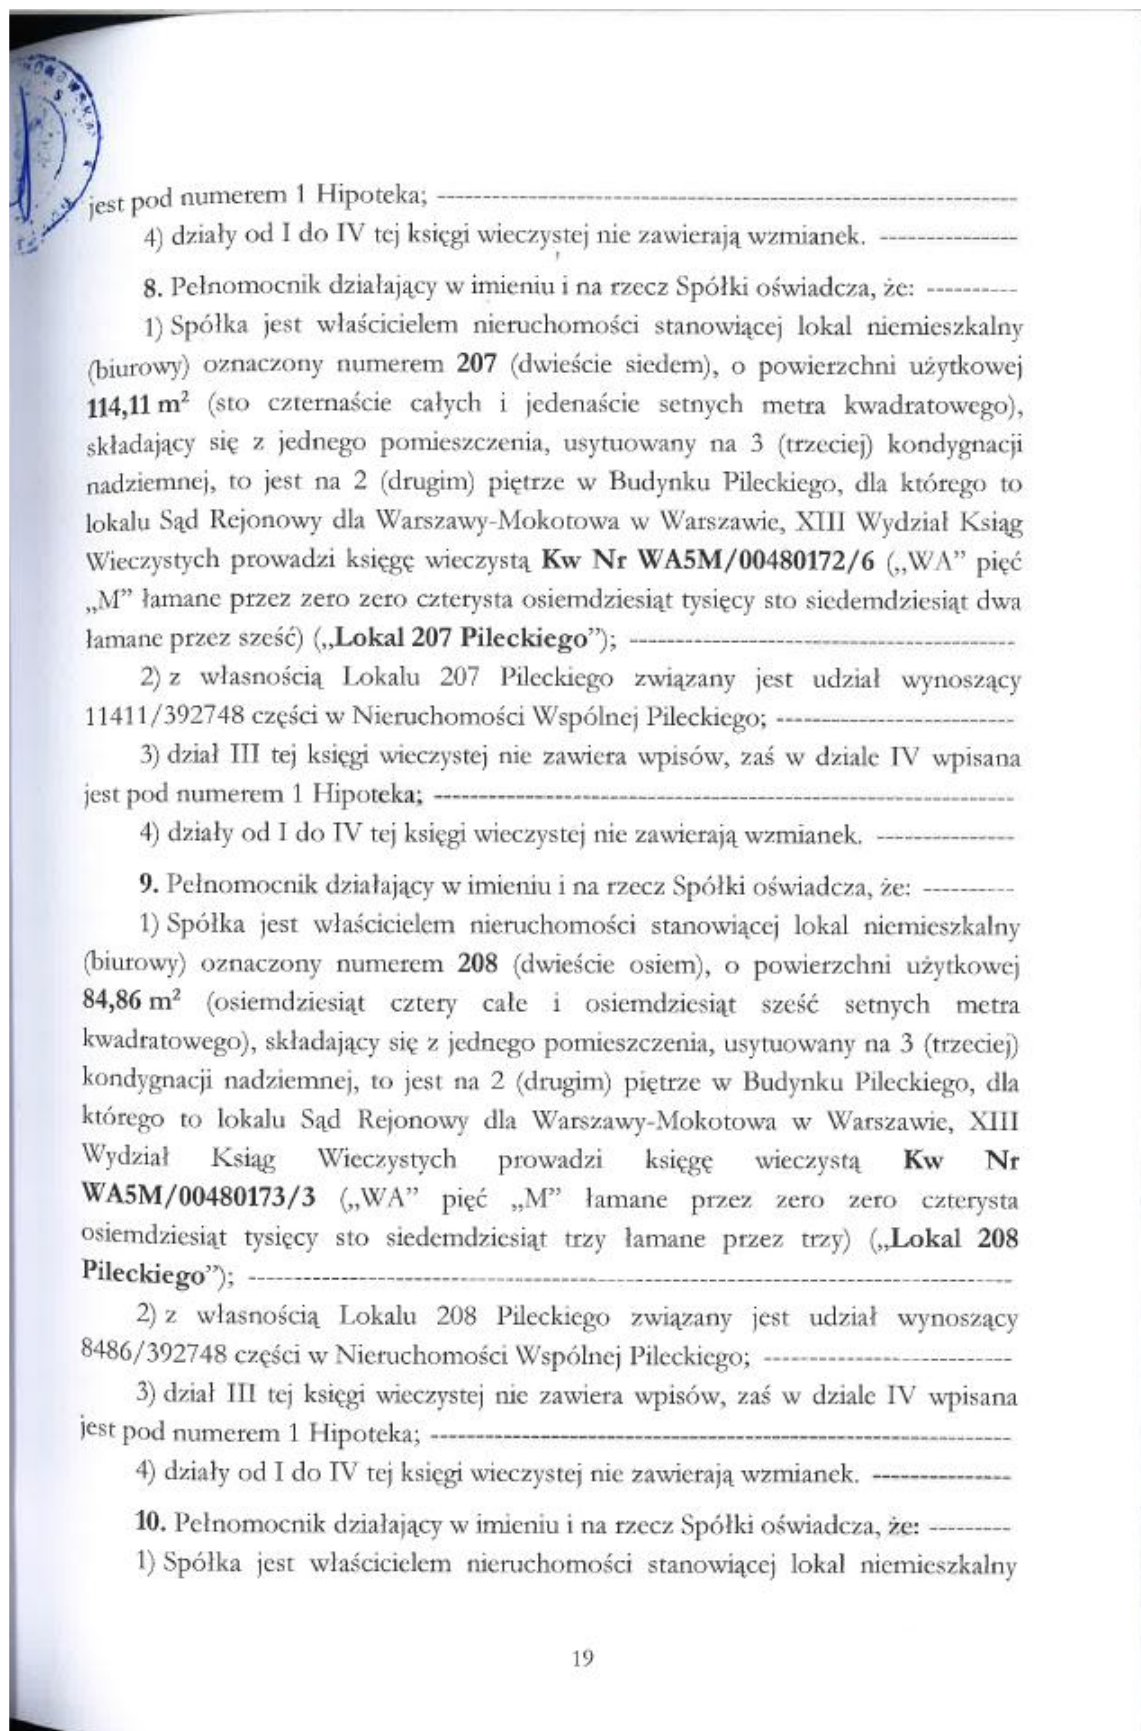 jest pod numerem 1 Hipoteka; ------------------------------------------------------------
4) działy od I do IV tej księgi wieczystej nie zawierają wzmianek. ---------------
8. Pełnomocnik działający w imieniu i na rzecz Spółki oświadcza, że: ----------
1) Spółka jest właścicielem nieruchomości stanowiącej lokal niemieszkalny
(biurowy) oznaczony numerem 207 (dwieście siedem), o powierzchni użytkowej
114,11 m² (sto czternaście całych i jedenaście setnych metra kwadratowego),
składający się z jednego pomieszczenia, usytuowany na 3 (trzeciej) kondygnacji
nadziemnej, to jest na 2 (drugim) piętrze w Budynku Pileckiego, dla którego to
lokalu Sąd Rejonowy dla Warszawy-Mokotowa w Warszawie, XIII Wydział Ksiąg
Wieczystych prowadzi księgę wieczystą Kw Nr WA5M/00480172/6 („WA” pięć
„M” łamane przez zero zero czterysta osiemdziesiąt tysięcy sto siedemdziesiąt dwa
łamane przez sześć) („Lokal 207 Pileckiego”); ----------------------------------------
2) z własnością Lokalu 207 Pileckiego związany jest udział wynoszący
11411/392748 części w Nieruchomości Wspólnej Pileckiego; -------------------------
3) dział III tej księgi wieczystej nie zawiera wpisów, zaś w dziale IV wpisana
jest pod numerem 1 Hipoteka; ------------------------------------------------------------
4) działy od I do IV tej księgi wieczystej nie zawierają wzmianek. ---------------
9. Pełnomocnik działający w imieniu i na rzecz Spółki oświadcza, że: ----------
1) Spółka jest właścicielem nieruchomości stanowiącej lokal niemieszkalny
(biurowy) oznaczony numerem 208 (dwieście osiem), o powierzchni użytkowej
84,86 m² (osiemdziesiąt cztery całe i osiemdziesiąt sześć setnych metra
kwadratowego), składający się z jednego pomieszczenia, usytuowany na 3 (trzeciej)
kondygnacji nadziemnej, to jest na 2 (drugim) piętrze w Budynku Pileckiego, dla
którego to lokalu Sąd Rejonowy dla Warszawy-Mokotowa w Warszawie, XIII
Wydział Ksiąg Wieczystych prowadzi księgę wieczystą Kw Nr
WA5M/00480173/3 („WA” pięć „M” łamane przez zero zero czterysta
osiemdziesiąt tysięcy sto siedemdziesiąt trzy łamane przez trzy) („Lokal 208
Pileckiego”); --------------------------------------------------------------------------------
2) z własnością Lokalu 208 Pileckiego związany jest udział wynoszący
8486/392748 części w Nieruchomości Wspólnej Pileckiego; --------------------------
3) dział III tej księgi wieczystej nie zawiera wpisów, zaś w dziale IV wpisana
jest pod numerem 1 Hipoteka; ------------------------------------------------------------
4) działy od I do IV tej księgi wieczystej nie zawierają wzmianek. ---------------
10. Pełnomocnik działający w imieniu i na rzecz Spółki oświadcza, że: ---------
1) Spółka jest właścicielem nieruchomości stanowiącej lokal niemieszkalny
19